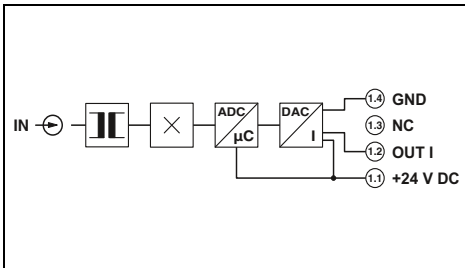 ADC DAC 1.4 GND
IN × 1.3 NC
µC I 1.2 OUT I
1.1 +24 V DC